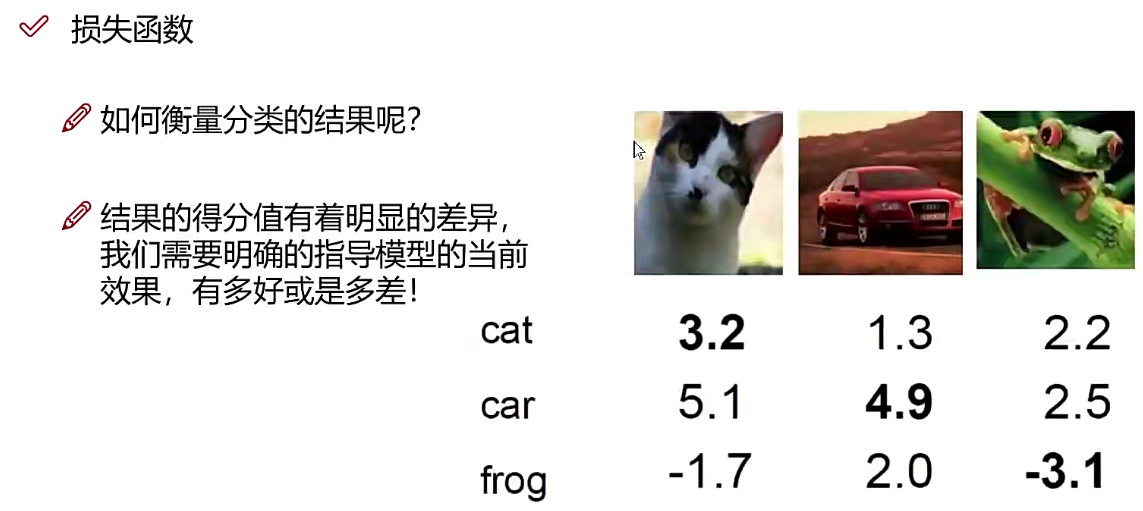 损失函数
如何衡量分类的结果呢？
结果的得分值有着明显的差异，
我们需要明确的指导模型的当前
效果，有多好或是多差！
cat 3.2 1.3 2.2
car 5.1 4.9 2.5
frog -1.7 2.0 -3.1